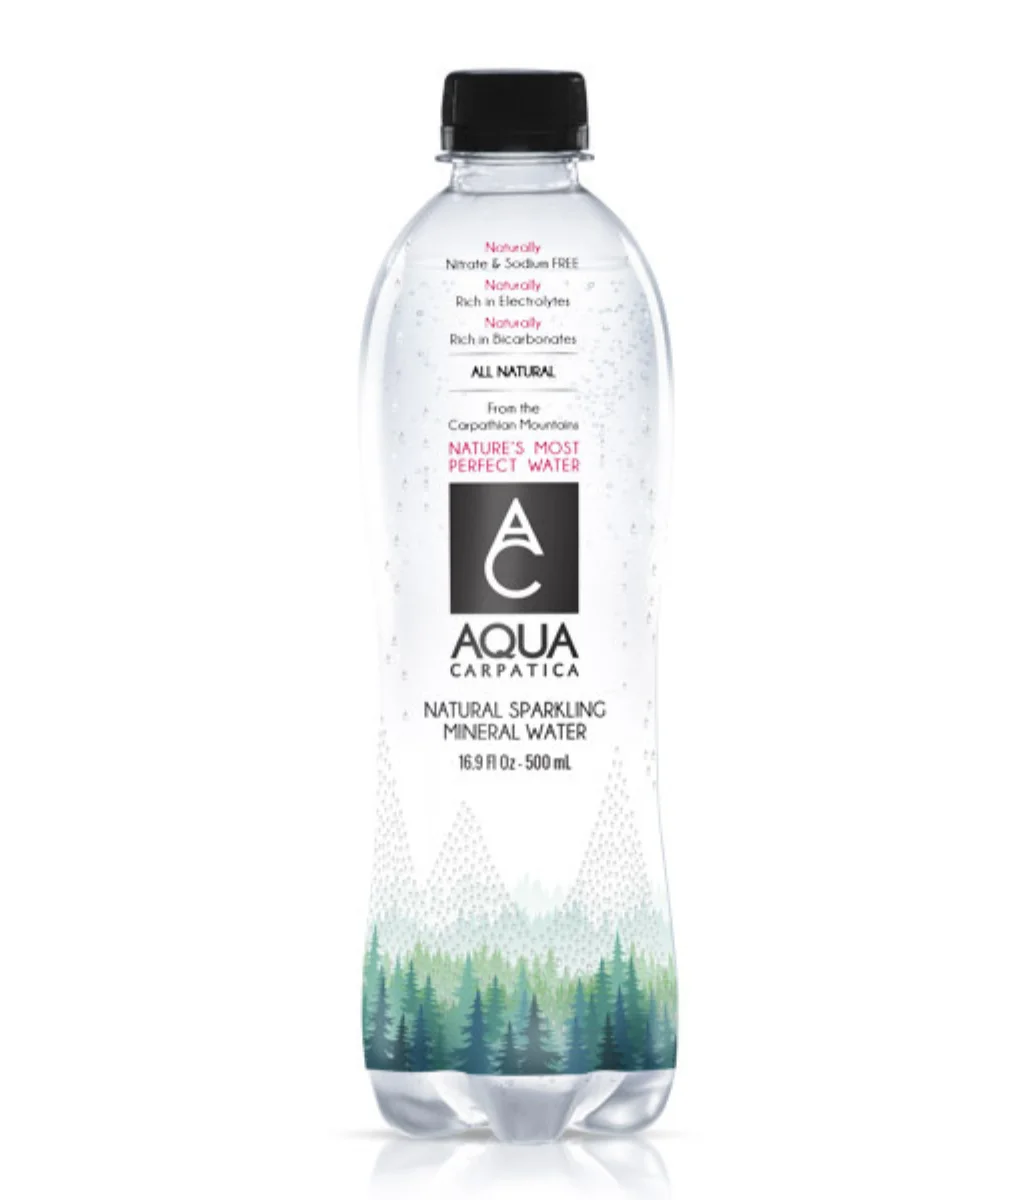 Naturally
Nitrate & Sodium FREE
Naturally
Rich in Electrolytes
Naturally
Rich in Bicarbonates
ALL NATURAL
From the
Carpathian Mountains
NATURE'S MOST
PERFECT WATER
AC
AQUA
CARPATICA
NATURAL SPARKLING
MINERAL WATER
16.9 Fl Oz - 500 mL